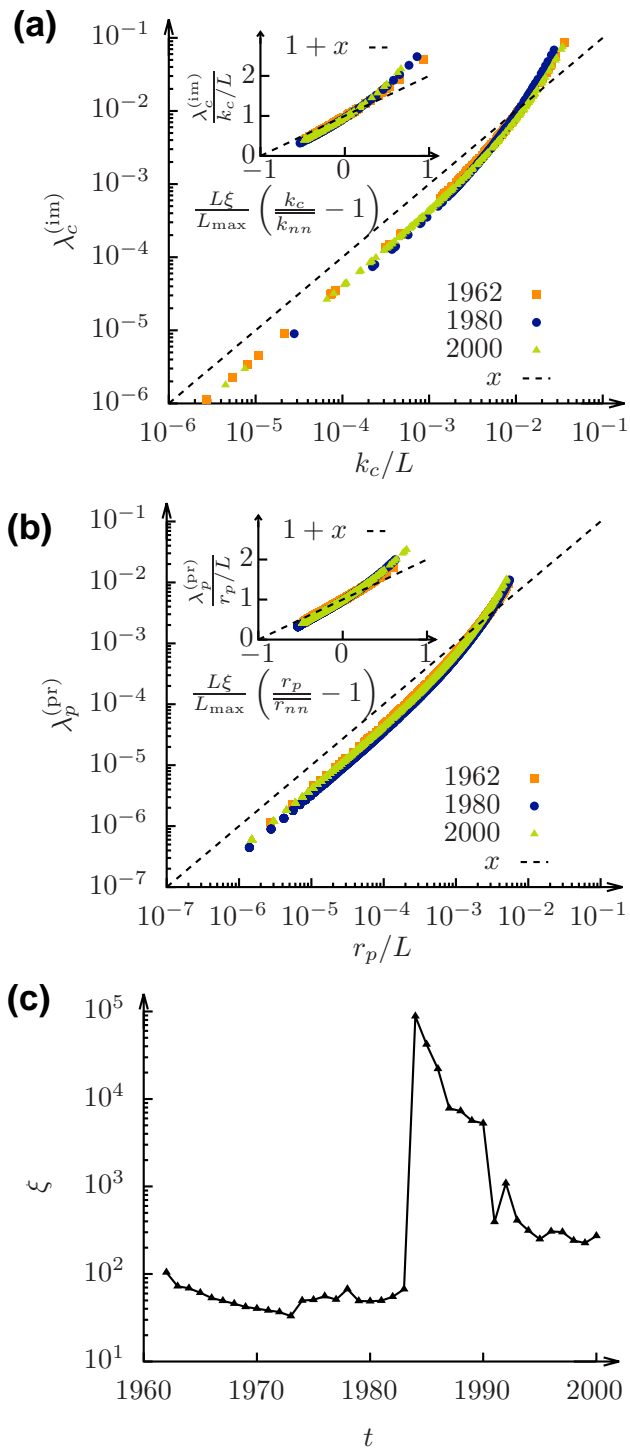 (a)
10^{-1}
10^{-2}
10^{-3}
10^{-4}
10^{-5}
10^{-6}
λ_c^{(im)}
1 + x
λ_c^{(im)} / k_c/L
2
1
0
−1 0 1
Lξ/L_max (k_c/k_nn − 1)
1962
1980
2000
x
10^{-6} 10^{-5} 10^{-4} 10^{-3} 10^{-2} 10^{-1}
k_c/L
(b)
10^{-1}
10^{-2}
10^{-3}
10^{-4}
10^{-5}
10^{-6}
10^{-7}
λ_p^{(pr)}
1 + x
λ_p^{(pr)} / r_p/L
2
1
0
−1 0 1
Lξ/L_max (r_p/r_nn − 1)
1962
1980
2000
x
10^{-7} 10^{-6} 10^{-5} 10^{-4} 10^{-3} 10^{-2} 10^{-1}
r_p/L
(c)
10^5
10^4
10^3
10^2
10^1
ξ
1960 1970 1980 1990 2000
t